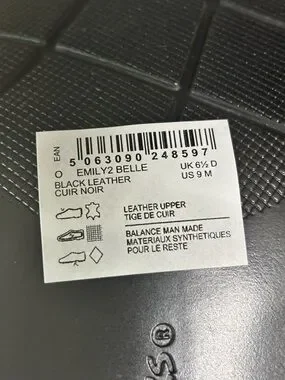 EAN
5 063090 248597
O EMILY2 BELLE UK 6½ D
BLACK LEATHER US 9 M
CUIR NOIR
LEATHER UPPER
TIGE DE CUIR
BALANCE MAN MADE
MATERIAUX SYNTHETIQUES
POUR LE RESTE